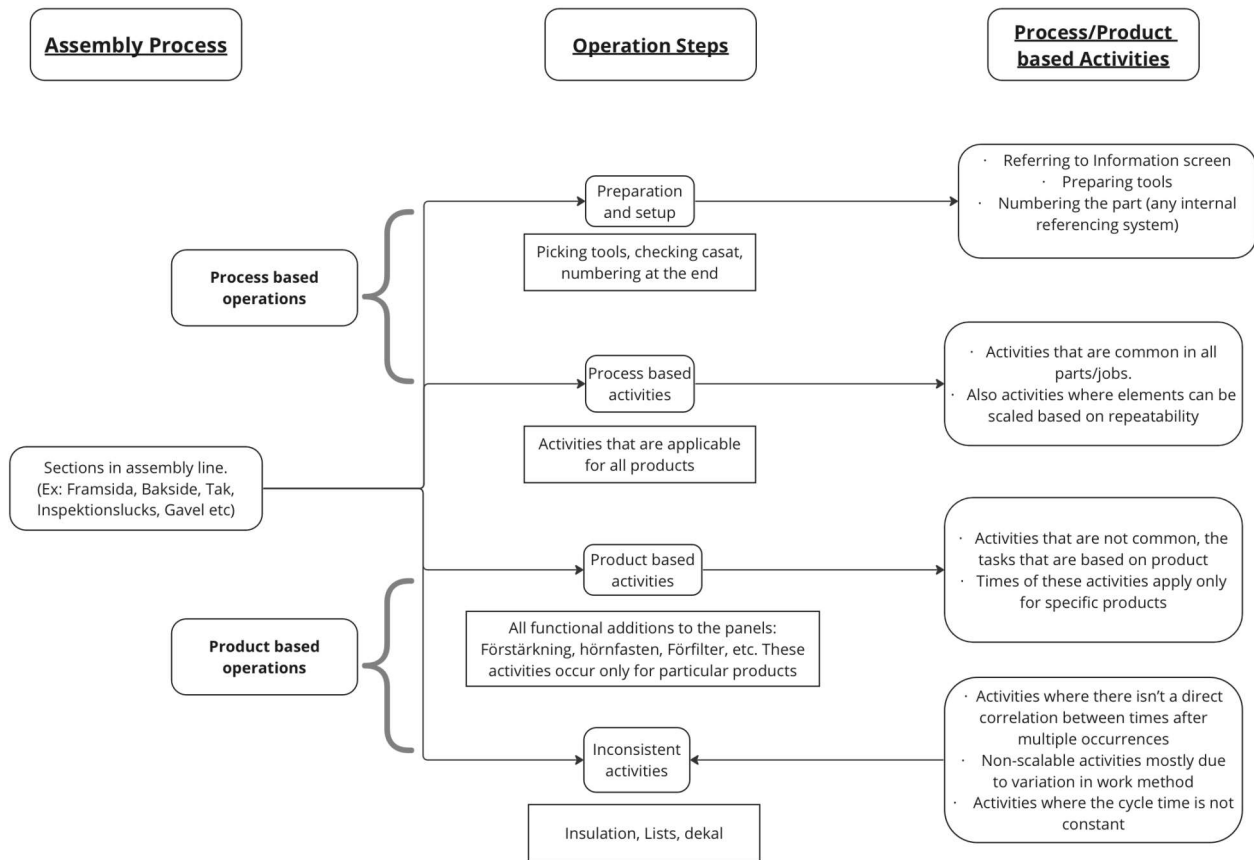 Assembly Process
Operation Steps
Process/Product
based Activities
Preparation
and setup
· Referring to Information screen
· Preparing tools
· Numbering the part (any internal
referencing system)
Picking tools, checking casat,
numbering at the end
Process based
operations
Process based
activities
· Activities that are common in all
parts/jobs.
· Also activities where elements can be
scaled based on repeatability
Activities that are applicable
for all products
Sections in assembly line.
(Ex: Framsida, Bakside, Tak,
Inspektionslucks, Gavel etc)
Product based
activities
· Activities that are not common, the
tasks that are based on product
· Times of these activities apply only
for specific products
All functional additions to the panels:
Förstärkning, hörnfasten, Förfilter, etc. These
activities occur only for particular products
Product based
operations
Inconsistent
activities
· Activities where there isn’t a direct
correlation between times after
multiple occurrences
· Non-scalable activities mostly due
to variation in work method
· Activities where the cycle time is not
constant
Insulation, Lists, dekal